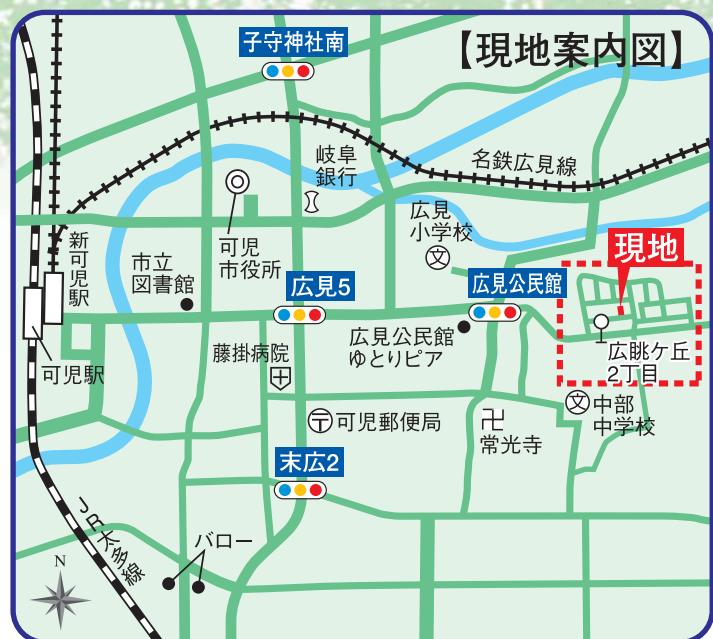 【現地案内図】
子守神社南
岐阜
銀行
名鉄広見線
広見
小学校
文
可児
市役所
新可児駅
市立
図書館
広見5
広見公民館
現地
広見公民館
ゆとりピア
広眺ケ丘
2丁目
藤掛病院
可児駅
〒
可児郵便局
卍
常光寺
文
中部
中学校
末広2
JR太多線
バロー
N